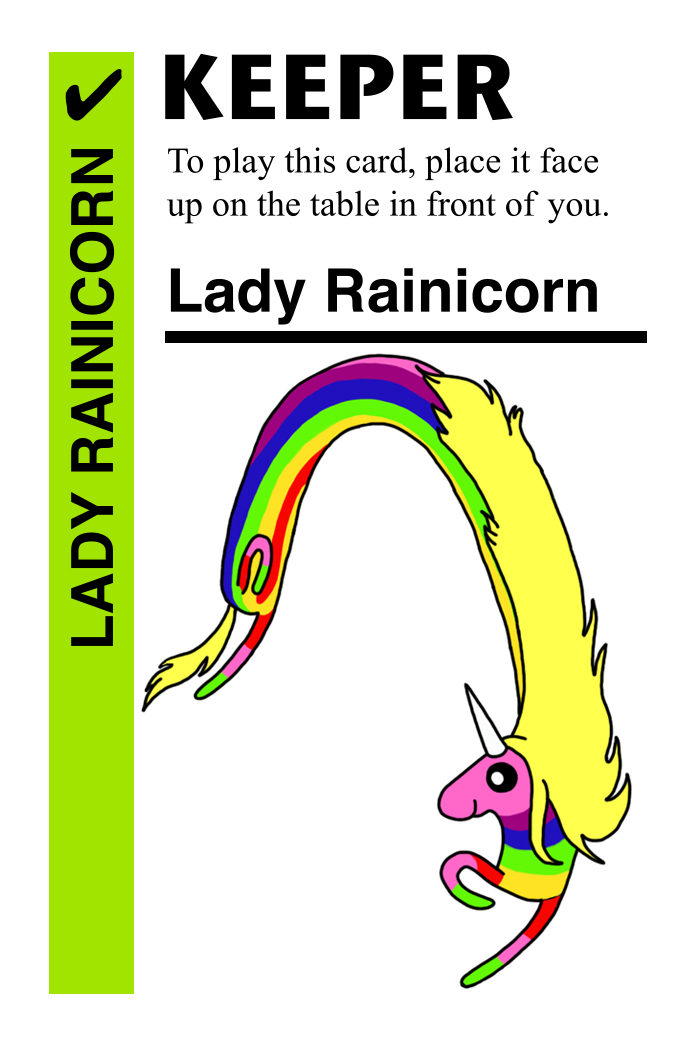 KEEPER
To play this card, place it face
up on the table in front of you.
Lady Rainicorn
LADY RAINICORN ✔